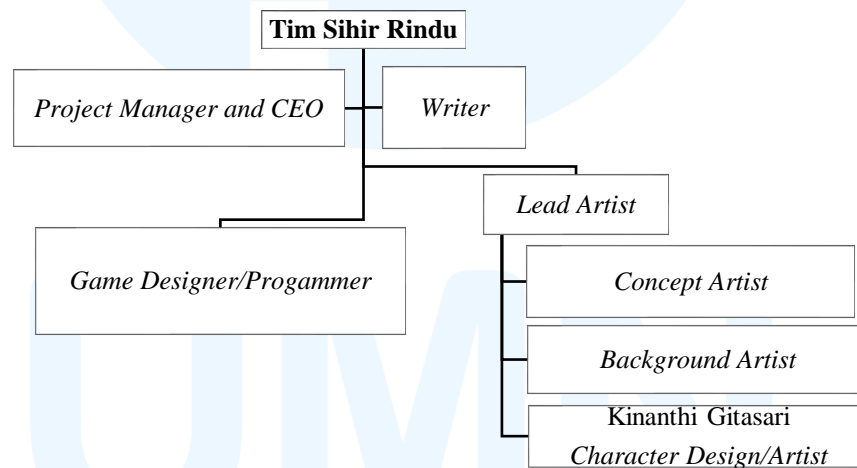 Tim Sihir Rindu
Project Manager and CEO
Writer
Lead Artist
Game Designer/Progammer
Concept Artist
Background Artist
Kinanthi Gitasari
Character Design/Artist
UMN